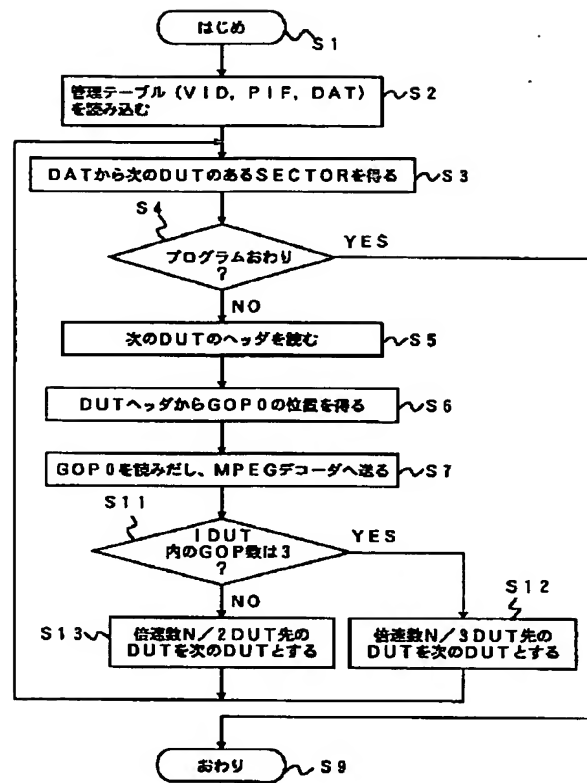 はじめ
S1
管理テーブル(VID, PIF, DAT)
を読み込む
S2
DATから次のDUTのあるSECTORを得る
S3
S4
プログラムおわり
?
YES
NO
次のDUTのヘッダを読む
S5
DUTヘッダからGOP0の位置を得る
S6
GOP0を読みだし、MPEGデコーダへ送る
S7
S11
1DUT
内のGOP数は3
?
YES
NO
S12
S13
倍速数N/2DUT先の
DUTを次のDUTとする
倍速数N/3DUT先の
DUTを次のDUTとする
おわり
S9